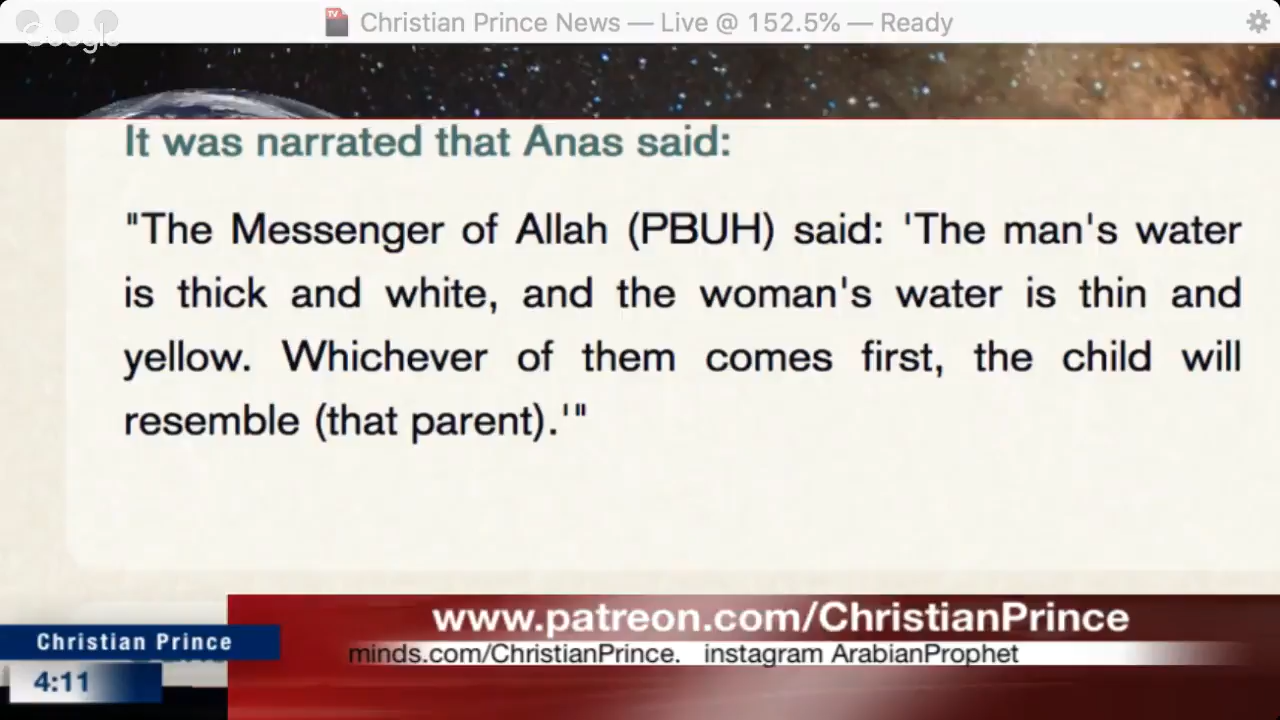 Christian Prince News — Live @ 152.5% — Ready
Google
It was narrated that Anas said:
"The Messenger of Allah (PBUH) said: 'The man's water
is thick and white, and the woman's water is thin and
yellow. Whichever of them comes first, the child will
resemble (that parent).'"
www.patreon.com/ChristianPrince
Christian Prince
minds.com/ChristianPrince. instagram ArabianProphet
4:11